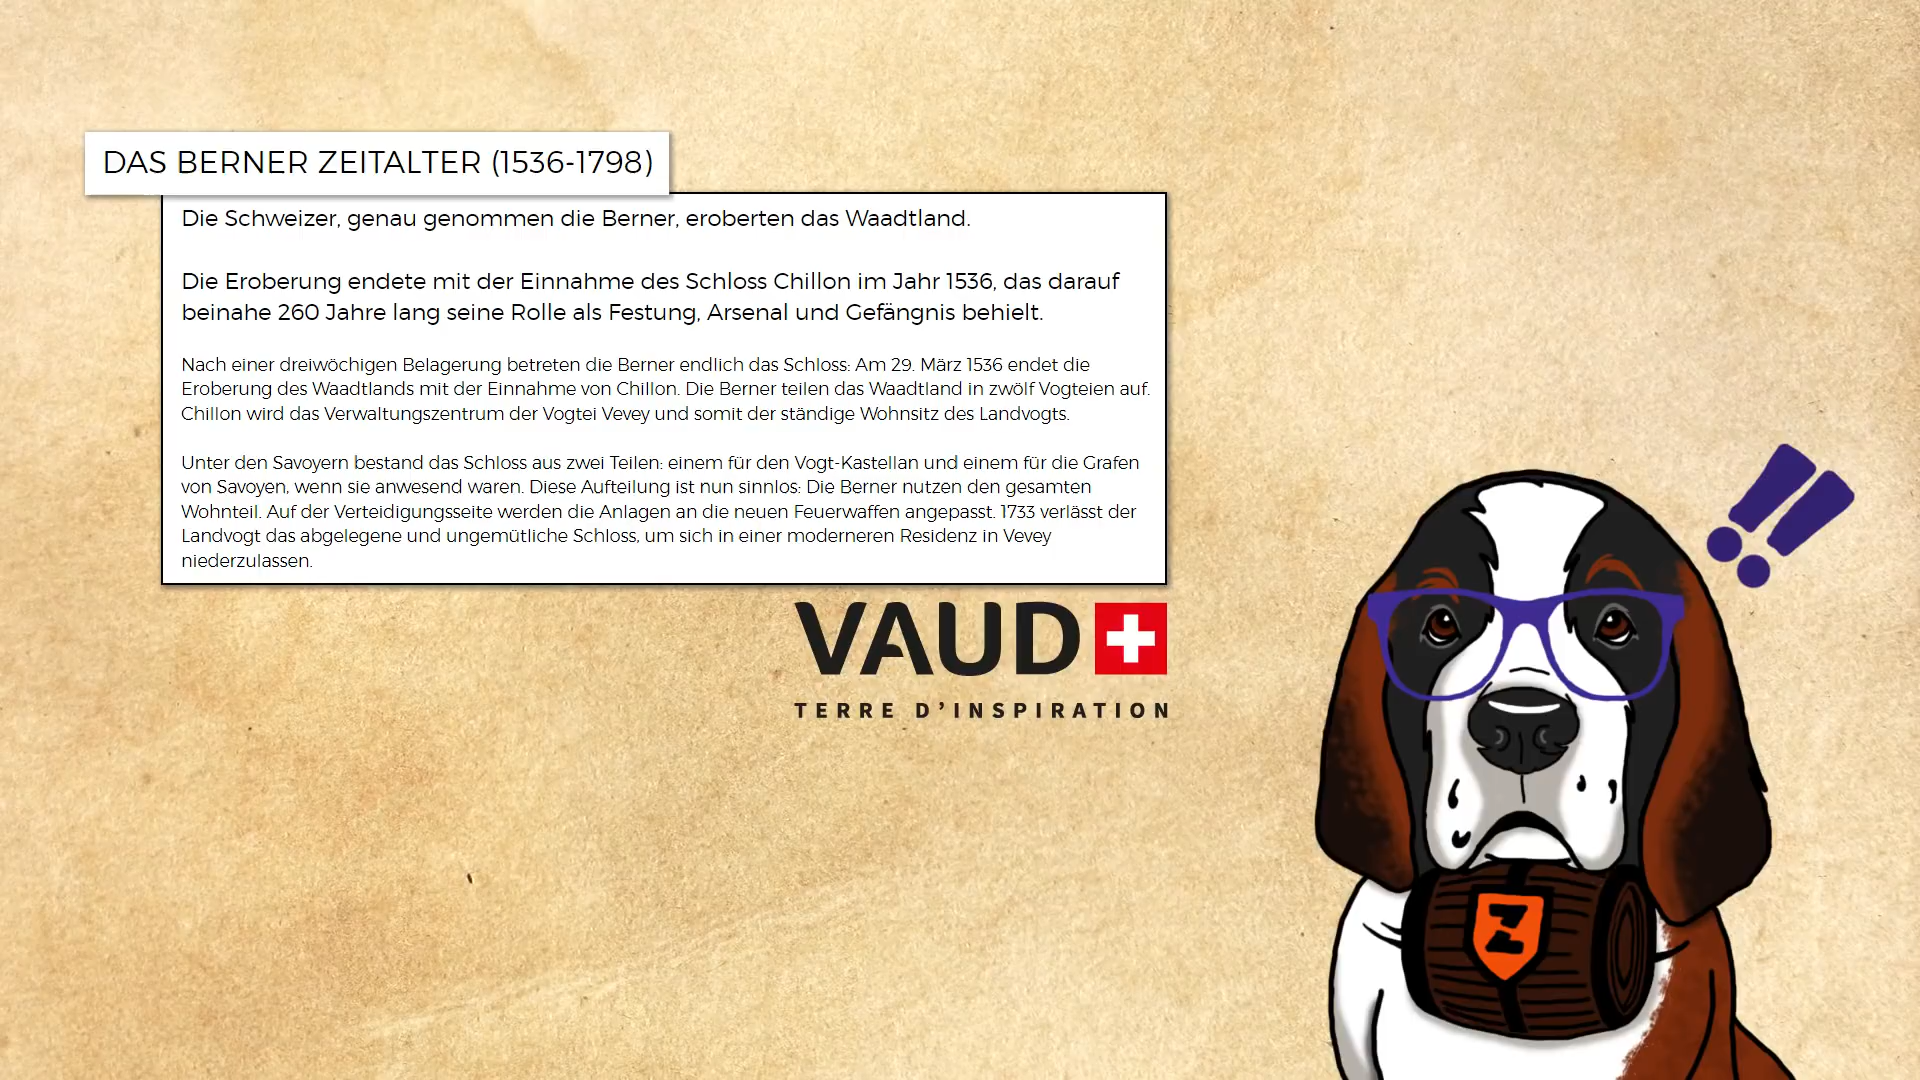 DAS BERNER ZEITALTER (1536-1798)
Die Schweizer, genau genommen die Berner, eroberten das Waadtland.
Die Eroberung endete mit der Einnahme des Schloss Chillon im Jahr 1536, das darauf
beinahe 260 Jahre lang seine Rolle als Festung, Arsenal und Gefängnis behielt.
Nach einer dreiwöchigen Belagerung betreten die Berner endlich das Schloss: Am 29. März 1536 endet die
Eroberung des Waadtlands mit der Einnahme von Chillon. Die Berner teilen das Waadtland in zwölf Vogteien auf.
Chillon wird das Verwaltungszentrum der Vogtei Vevey und somit der ständige Wohnsitz des Landvogts.
Unter den Savoyern bestand das Schloss aus zwei Teilen: einem für den Vogt-Kastellan und einem für die Grafen
von Savoyen, wenn sie anwesend waren. Diese Aufteilung ist nun sinnlos: Die Berner nutzen den gesamten
Wohnteil. Auf der Verteidigungsseite werden die Anlagen an die neuen Feuerwaffen angepasst. 1733 verlässt der
Landvogt das abgelegene und ungemütliche Schloss, um sich in einer moderneren Residenz in Vevey
niederzulassen.
VAUD
TERRE D'INSPIRATION
!!
Z